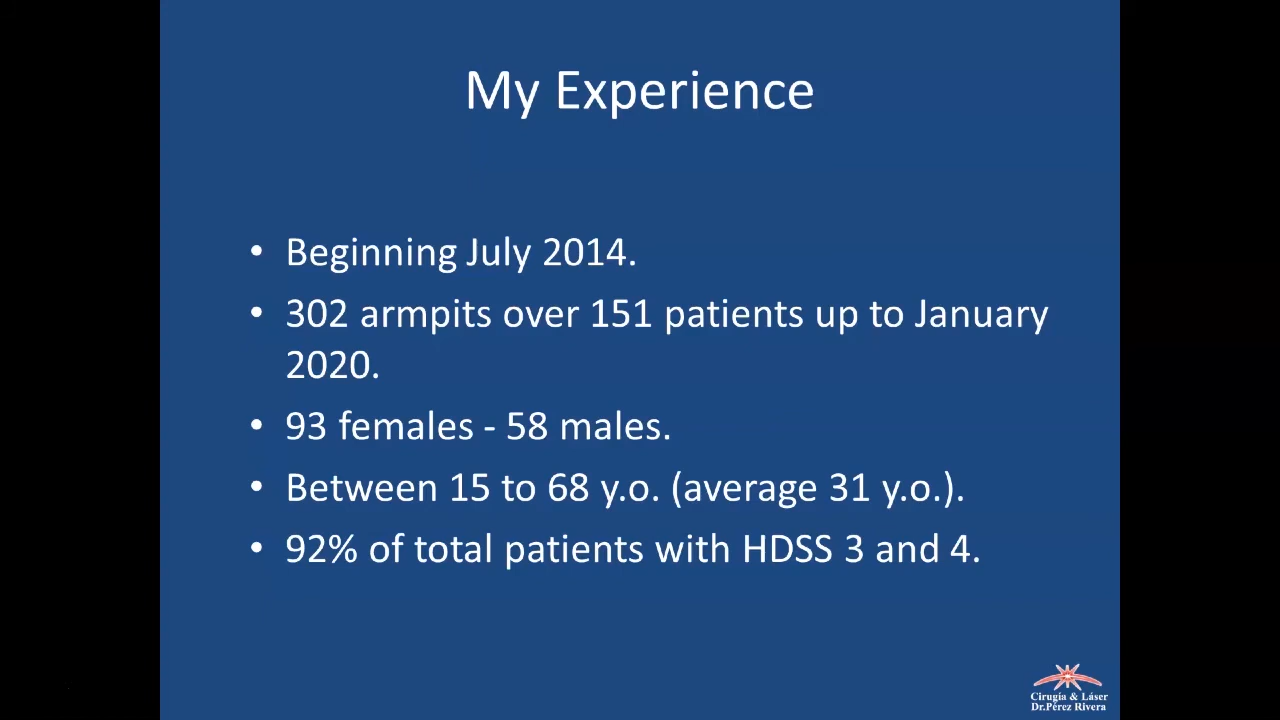 My Experience
• Beginning July 2014.
• 302 armpits over 151 patients up to January
2020.
• 93 females - 58 males.
• Between 15 to 68 y.o. (average 31 y.o.).
• 92% of total patients with HDSS 3 and 4.
Cirugía & Láser
Dr.Pérez Rivera